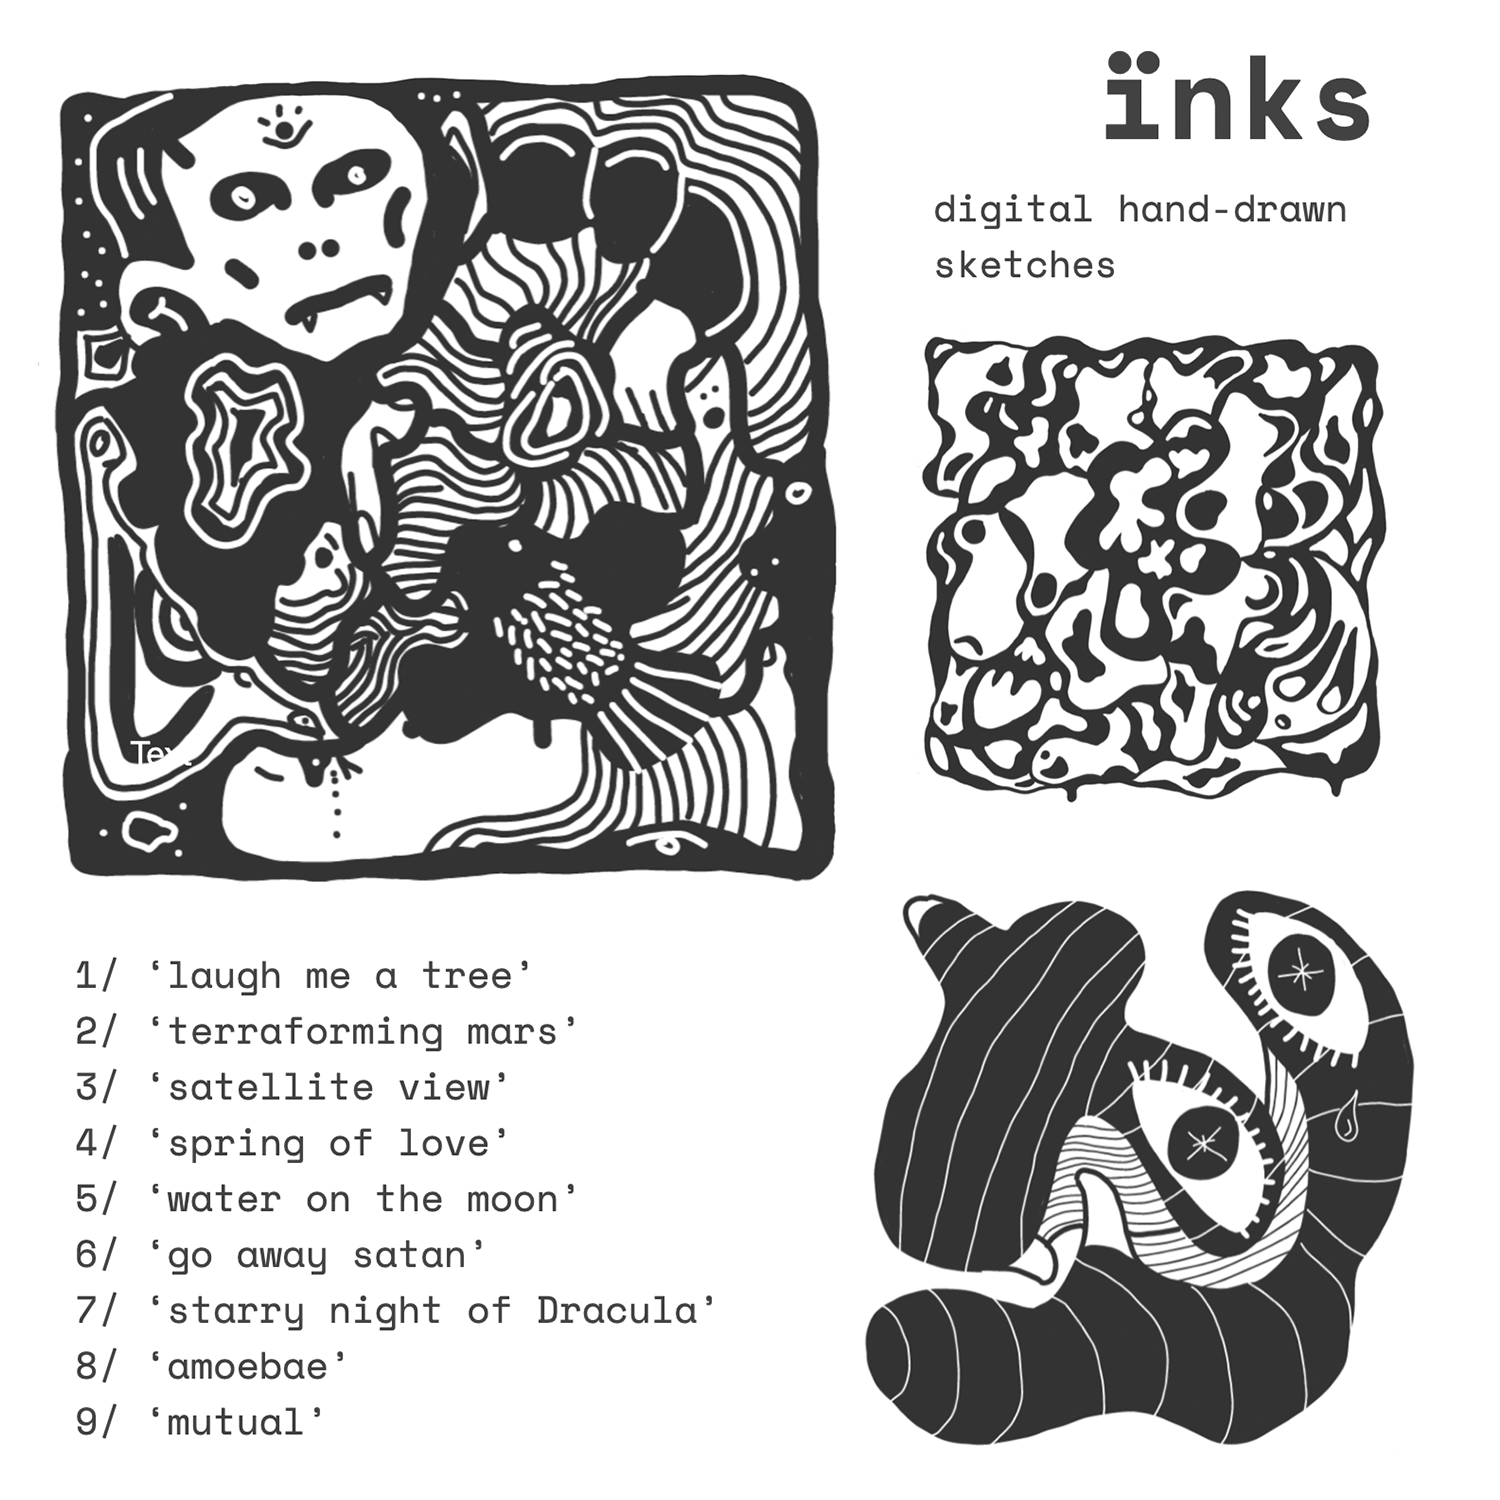 ïnks
digital hand-drawn
sketches
Text
1/ ‘laugh me a tree’
2/ ‘terraforming mars’
3/ ‘satellite view’
4/ ‘spring of love’
5/ ‘water on the moon’
6/ ‘go away satan’
7/ ‘starry night of Dracula’
8/ ‘amoebae’
9/ ‘mutual’